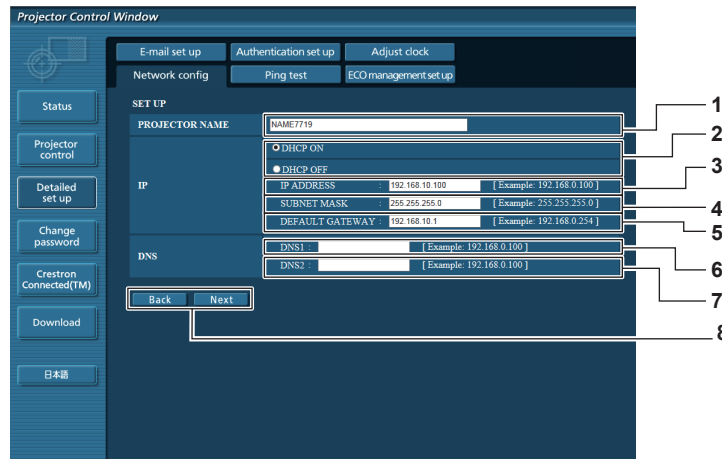 Projector Control Window
E-mail set up Authentication set up Adjust clock
Network config Ping test ECO management set up
Status
Projector control
Detailed set up
Change password
Crestron Connected(TM)
Download
日本語
SET UP
PROJECTOR NAME NAME7719
IP
DHCP ON
DHCP OFF
IP ADDRESS : 192.168.10.100 [ Example: 192.168.0.100 ]
SUBNET MASK : 255.255.255.0 [ Example: 255.255.255.0 ]
DEFAULT GATEWAY : 192.168.10.1 [ Example: 192.168.0.254 ]
DNS
DNS1 : [ Example: 192.168.0.100 ]
DNS2 : [ Example: 192.168.0.100 ]
Back Next
1
2
3
4
5
6
7
8